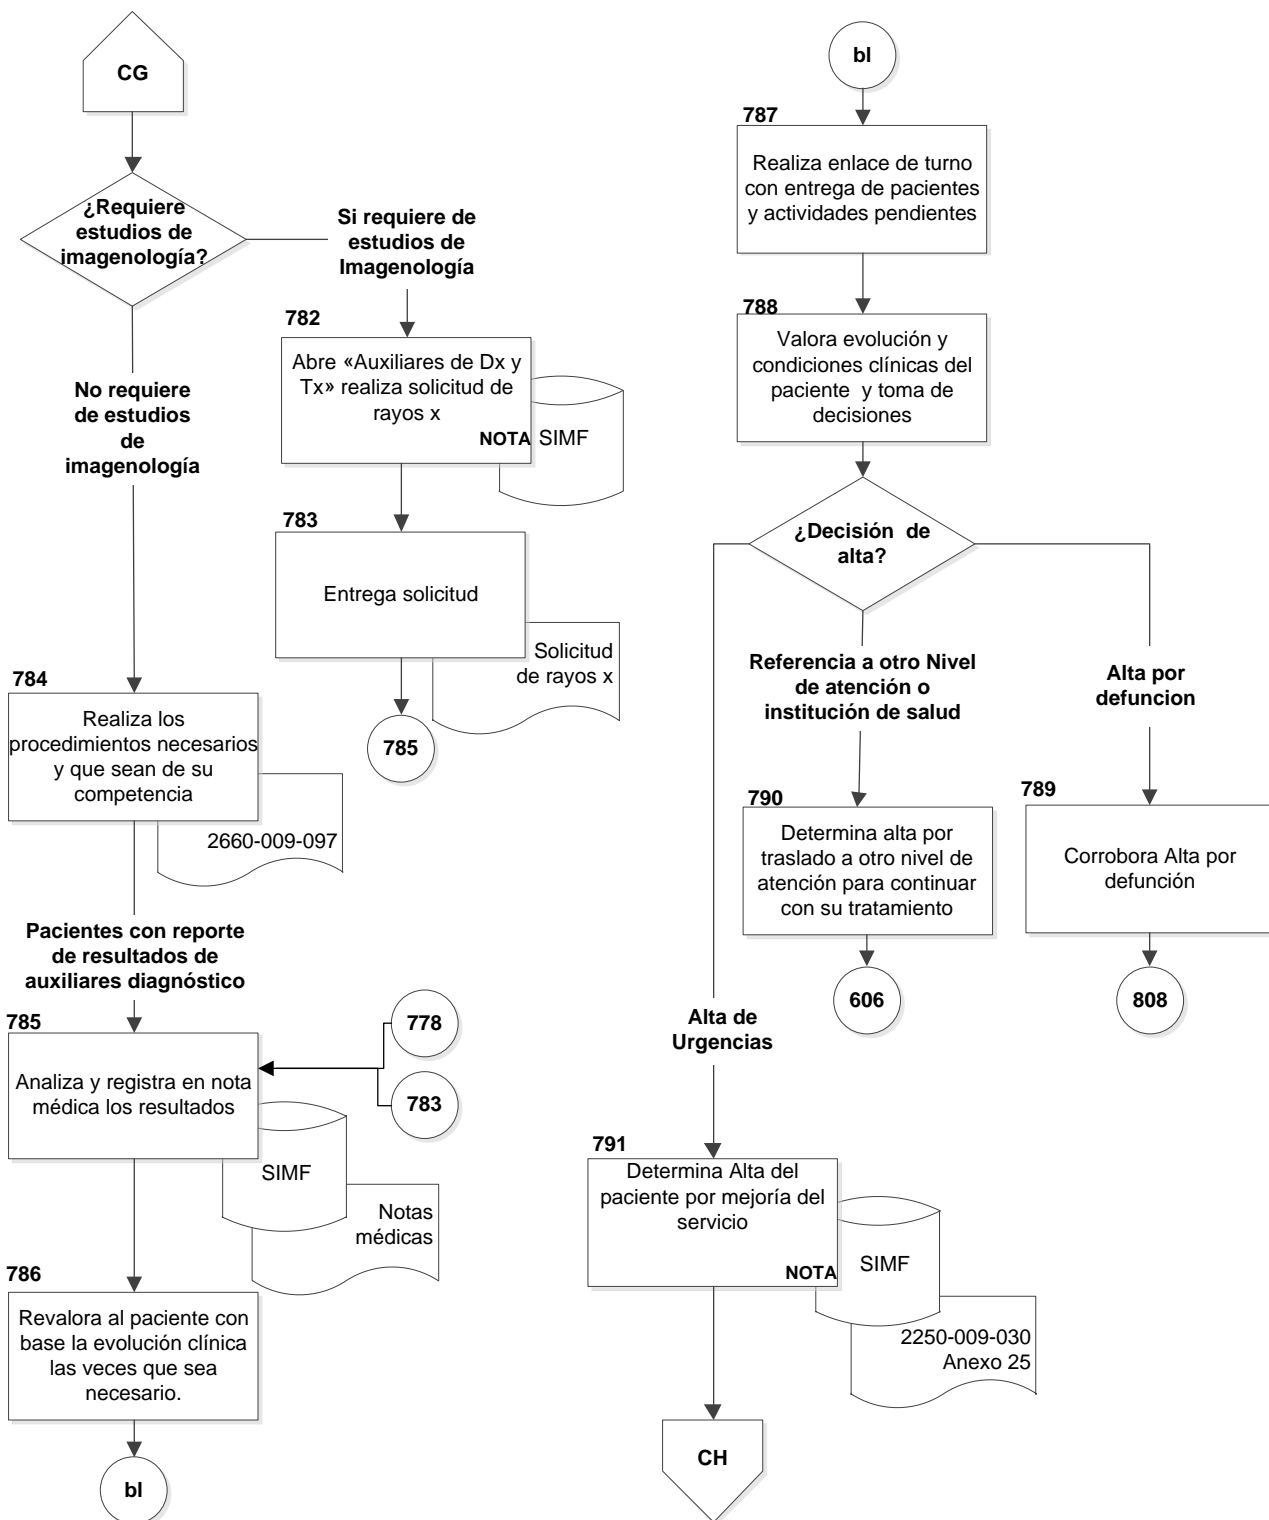 CG
¿Requiere
estudios de
imagenología?
Si requiere de
estudios de
Imagenología
782
Abre «Auxiliares de Dx y
Tx» realiza solicitud de
rayos x
NOTA
SIMF
No requiere
de estudios
de
imagenología
783
Entrega solicitud
Solicitud
de rayos x
785
784
Realiza los
procedimientos necesarios
y que sean de su
competencia
2660-009-097
Pacientes con reporte
de resultados de
auxiliares diagnóstico
785
Analiza y registra en nota
médica los resultados
778
783
SIMF
Notas
médicas
786
Revalora al paciente con
base la evolución clínica
las veces que sea
necesario.
bI
bI
787
Realiza enlace de turno
con entrega de pacientes
y actividades pendientes
788
Valora evolución y
condiciones clínicas del
paciente y toma de
decisiones
¿Decisión de
alta?
Referencia a otro Nivel
de atención o
institución de salud
Alta por
defuncion
790
Determina alta por
traslado a otro nivel de
atención para continuar
con su tratamiento
606
789
Corrobora Alta por
defunción
808
Alta de
Urgencias
791
Determina Alta del
paciente por mejoría del
servicio
NOTA
SIMF
2250-009-030
Anexo 25
CH